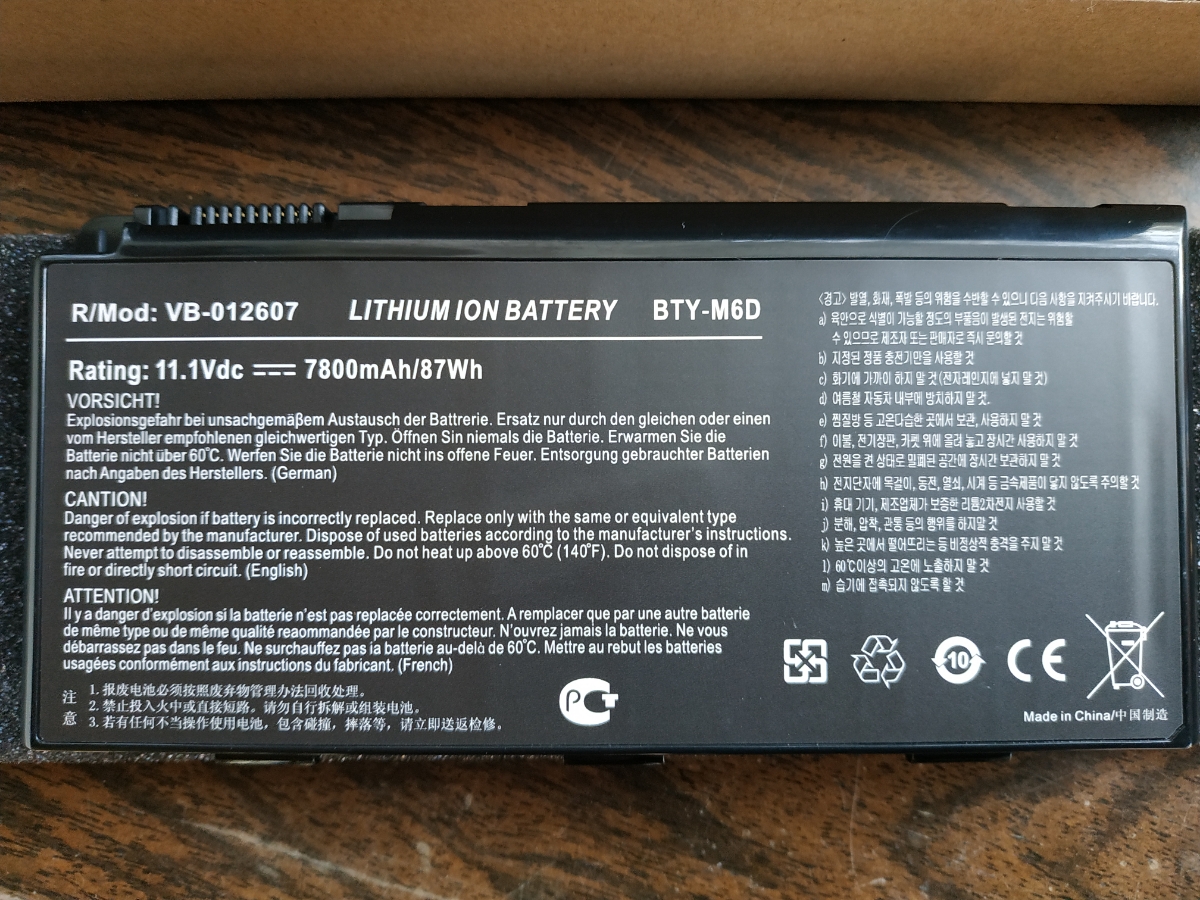 R/Mod: VB-012607 LITHIUM ION BATTERY BTY-M6D
Rating: 11.1Vdc ⎓ 7800mAh/87Wh
VORSICHT!
Explosionsgefahr bei unsachgemäßem Austausch der Battrerie. Ersatz nur durch den gleichen oder einen
vom Hersteller empfohlenen gleichwertigen Typ. Öffnen Sin niemals die Batterie. Erwarmen Sie die
Batterie nicht über 60℃. Werfen Sie die Batterie nicht ins offene Feuer. Entsorgung gebrauchter Batterien
nach Angaben des Herstellers. (German)
CANTION!
Danger of explosion if battery is incorrectly replaced. Replace only with the same or equivalent type
recommended by the manufacturer. Dispose of used batteries according to the manufacturer's instructions.
Never attempt to disassemble or reassemble. Do not heat up above 60℃ (140℉). Do not dispose of in
fire or directly short circuit. (English)
ATTENTION!
Il y a danger d'explosion si la batterie n'est pas replacée correctement. A remplacer que par une autre batterie
de même type ou de même qualité reaommandée par le constructeur. N'ouvrez jamais la batterie. Ne vous
débarrassez pas dans le feu. Ne surchauffez pas la batterie au-delà de 60℃. Mettre au rebut les batteries
usagées conformément aux instructions du fabricant. (French)
注意
1. 报废电池必须按照废弃物管理办法回收处理。
2. 禁止投入火中或直接短路。请勿自行拆解或组装电池。
3. 若有任何不当操作使用电池，包含碰撞，摔落等，请立即送返检修。
<경고> 발열, 화재, 폭발 등의 위험을 수반할 수 있으니 다음 사항을 지켜주시기 바랍니다.
a) 육안으로 식별이 가능할 정도의 부풀음이 발생된 전지는 위험할
수 있으므로 제조자 또는 판매자로 즉시 문의할 것
b) 지정된 정품 충전기만을 사용할 것
c) 화기에 가까이 하지 말 것(전자레인지에 넣지 말 것)
d) 여름철 자동차 내부에 방치하지 말 것.
e) 찜질방 등 고온다습한 곳에서 보관, 사용하지 말 것
f) 이불, 전기장판, 카펫 위에 올려 놓고 장시간 사용하지 말 것
g) 전원을 켠 상태로 밀폐된 공간에 장시간 보관하지 말 것
h) 전지단자에 목걸이, 동전, 열쇠, 시계 등 금속제품이 닿지 않도록 주의할 것
i) 휴대 기기, 제조업체가 보증한 리튬2차전지 사용할 것
j) 분해, 압착, 관통 등의 행위를 하지말 것
k) 높은 곳에서 떨어뜨리는 등 비정상적 충격을 주지 말 것
l) 60℃이상의 고온에 노출하지 말 것
m) 습기에 접촉되지 않도록 할 것
PCT
10
CE
Made in China/中国制造